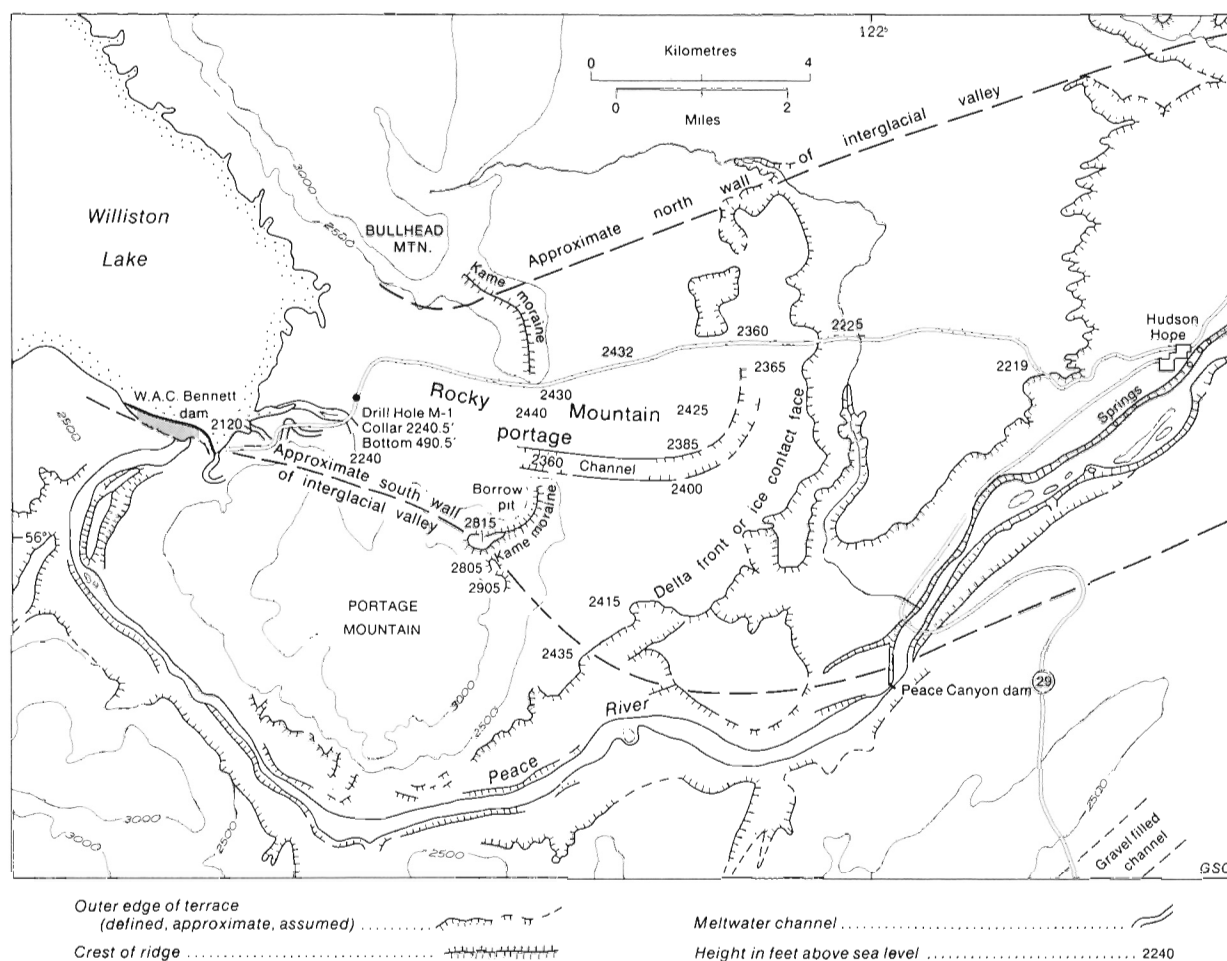 122°
Kilometres
0 4
0 2
Miles
Williston
Lake
3000
2500
BULLHEAD
MTN.
Approximate north wall of interglacial valley
Kame moraine
2360
2225
Hudson
Hope
2432
2219
2365
W.A.C. Bennett
dam
2500
2120
Drill Hole M-1
Collar 2240.5'
Bottom 490.5'
2240
Rocky
Mountain
portage
2430
2440
2425
2385
2360
Channel
2400
Springs
Approximate south wall
of interglacial valley
Borrow
pit
2815
Kame moraine
2805
2905
56°
Delta front or ice contact face
PORTAGE
MOUNTAIN
2415
2435
3000
2500
Peace River
Peace Canyon dam
29
3000
3000
2500
2500
2500
Gravel filled
channel
GSC
Outer edge of terrace
(defined, approximate, assumed)
Crest of ridge
Meltwater channel
Height in feet above sea level 2240